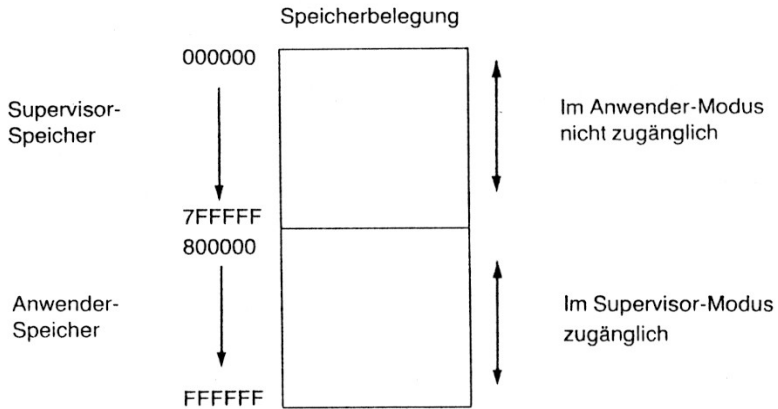 Speicherbelegung
000000
Supervisor-
Speicher
Im Anwender-Modus
nicht zugänglich
7FFFFF
800000
Anwender-
Speicher
Im Supervisor-Modus
zugänglich
FFFFFF